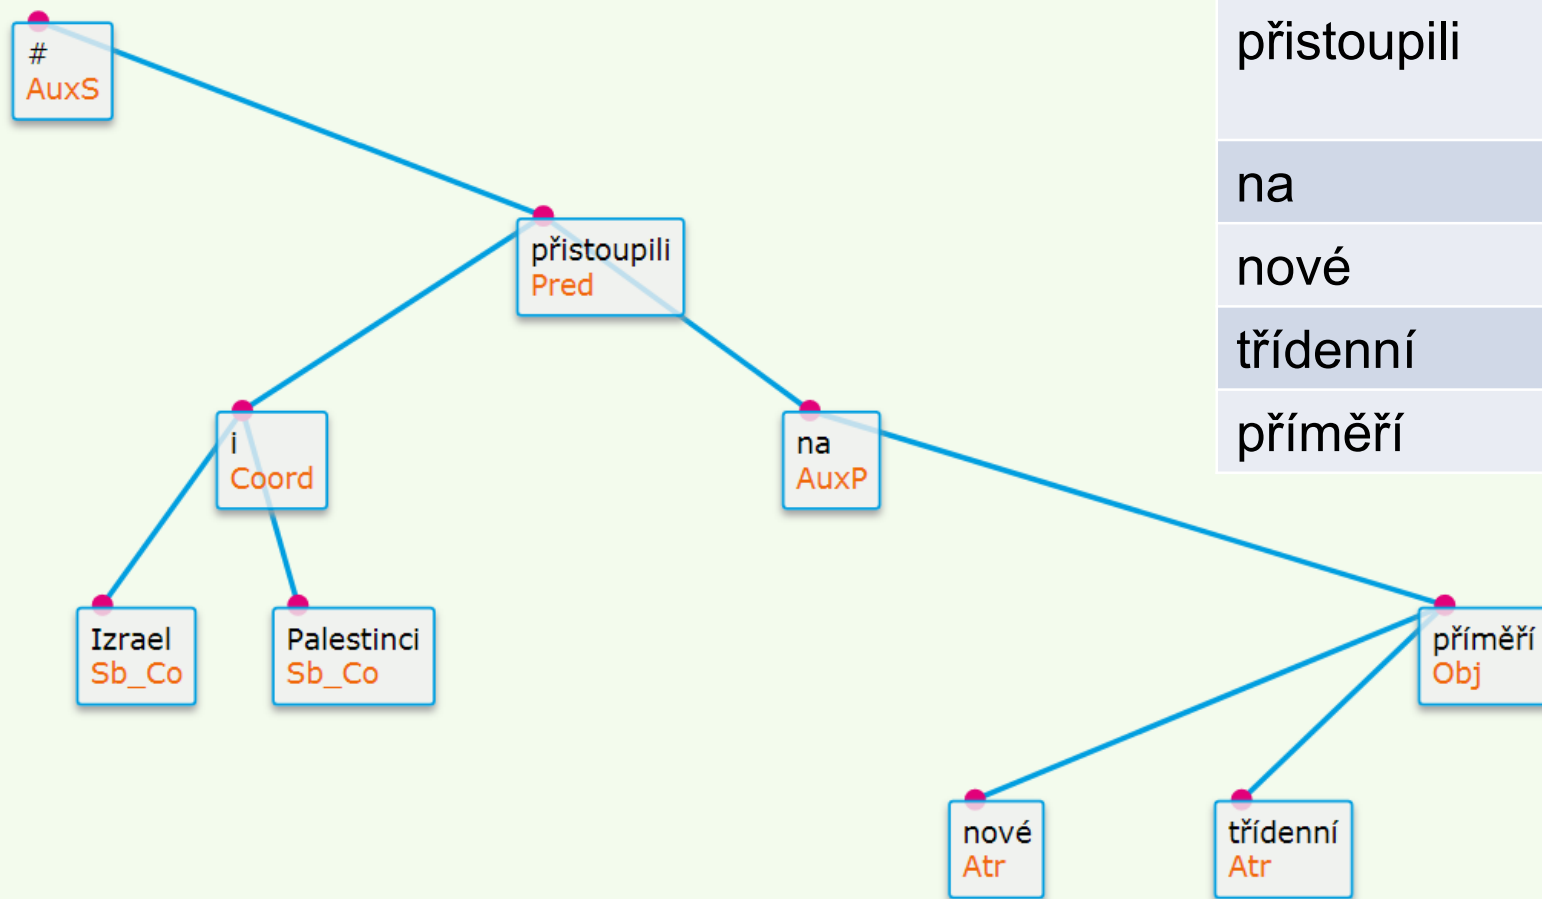 #
AuxS
přistoupili
Pred
i
Coord
na
AuxP
Izrael
Sb_Co
Palestinci
Sb_Co
příměří
Obj
nové
Atr
třídenní
Atr
přistoupili
na
nové
třídenní
příměří